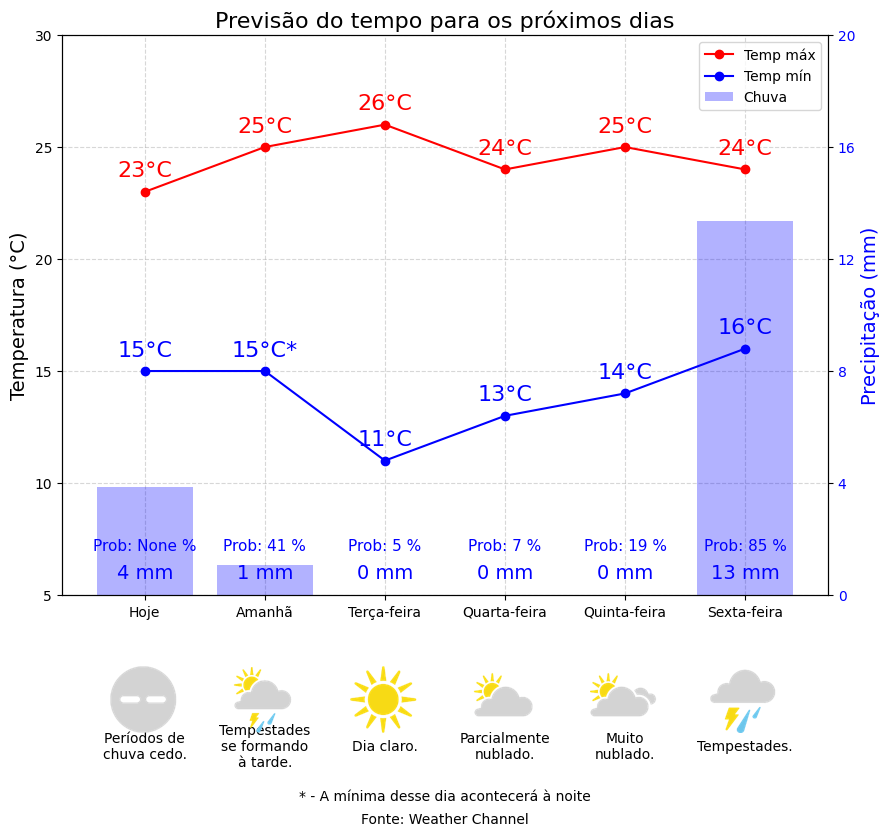 Previsão do tempo para os próximos dias
30
25
20
15
10
5
Temperatura (°C)
20
16
12
8
4
0
Precipitação (mm)
Temp máx
Temp mín
Chuva
23°C
25°C
26°C
24°C
25°C
24°C
15°C
15°C*
11°C
13°C
14°C
16°C
Prob: None %
Prob: 41 %
Prob: 5 %
Prob: 7 %
Prob: 19 %
Prob: 85 %
4 mm
1 mm
0 mm
0 mm
0 mm
13 mm
Hoje
Amanhã
Terça-feira
Quarta-feira
Quinta-feira
Sexta-feira
Períodos de
chuva cedo.
Tempestades
se formando
à tarde.
Dia claro.
Parcialmente
nublado.
Muito
nublado.
Tempestades.
* - A mínima desse dia acontecerá à noite
Fonte: Weather Channel